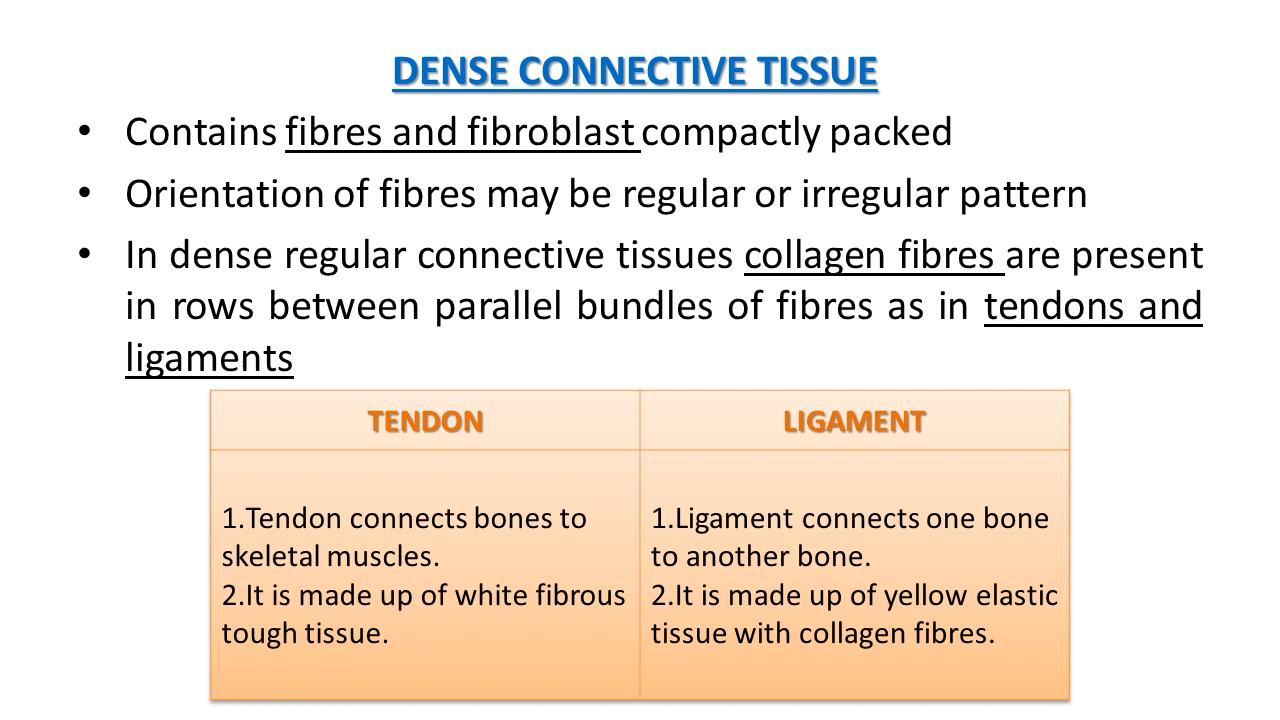 DENSE CONNECTIVE TISSUE
• Contains fibres and fibroblast compactly packed
• Orientation of fibres may be regular or irregular pattern
• In dense regular connective tissues collagen fibres are present
in rows between parallel bundles of fibres as in tendons and
ligaments
TENDON
1.Tendon connects bones to
skeletal muscles.
2.It is made up of white fibrous
tough tissue.
LIGAMENT
1.Ligament connects one bone
to another bone.
2.It is made up of yellow elastic
tissue with collagen fibres.